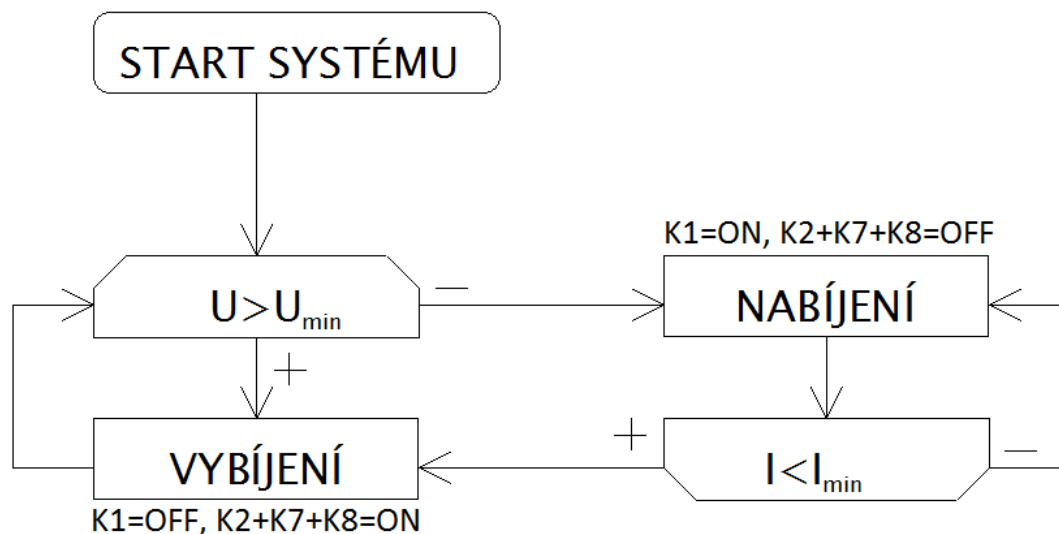 START SYSTÉMU
K1=ON, K2+K7+K8=OFF
U>Umin
−
NABÍJENÍ
+
VYBÍJENÍ
+
I<Imin
−
K1=OFF, K2+K7+K8=ON